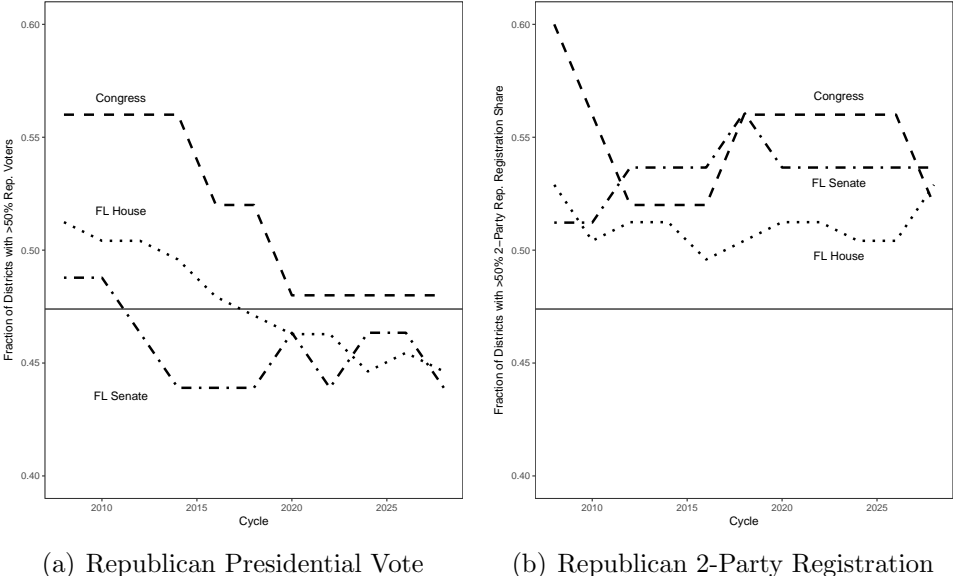 0.60
0.55
0.50
0.45
0.40
Fraction of Districts with >50% Rep. Voters
Congress
FL House
FL Senate
2010 2015 2020 2025
Cycle
(a) Republican Presidential Vote
0.60
0.55
0.50
0.45
0.40
Fraction of Districts with >50% 2−Party Rep. Registration Share
Congress
FL Senate
FL House
2010 2015 2020 2025
Cycle
(b) Republican 2-Party Registration